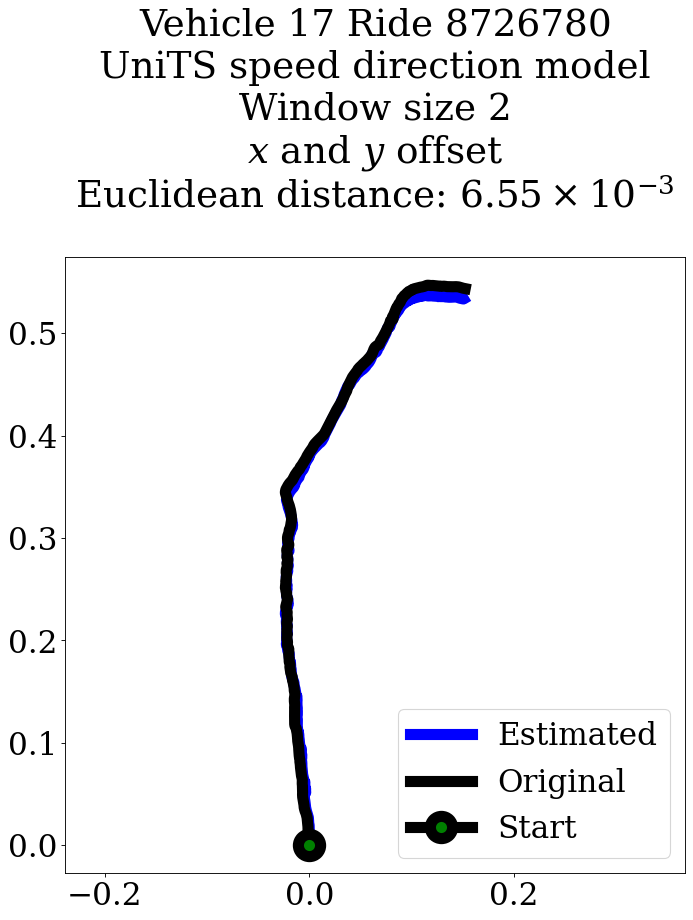 Vehicle 17 Ride 8726780
UniTS speed direction model
Window size 2
x and y offset
Euclidean distance: 6.55 × 10⁻³
0.5
0.4
0.3
0.2
0.1
0.0
−0.2 0.0 0.2
Estimated
Original
Start